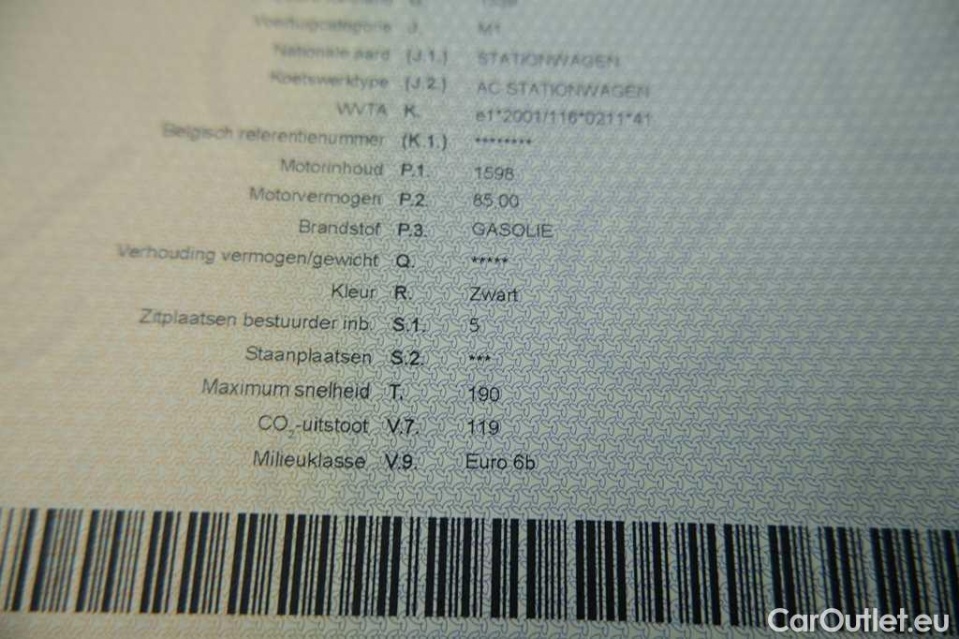 Voertuigcategorie J. M1
Nationale aard (J.1.) STATIONWAGEN
Koetswerktype (J.2.) AC STATIONWAGEN
WVTA K. e1*2001/116*0211*41
Belgisch referentienummer (K.1.) ********
Motorinhoud P.1. 1598
Motorvermogen P.2. 85.00
Brandstof P.3. GASOLIE
Verhouding vermogen/gewicht Q. *****
Kleur R. Zwart
Zitplaatsen bestuurder inb. S.1. 5
Staanplaatsen S.2. ***
Maximum snelheid T. 190
CO2-uitstoot V.7. 119
Milieuklasse V.9. Euro 6b
CarOutlet.eu